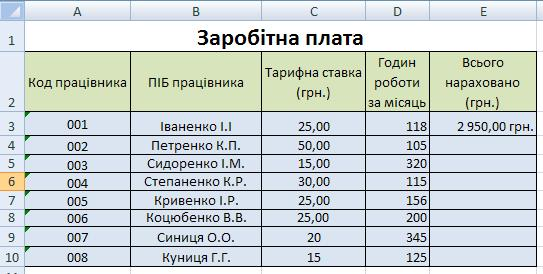 A B C D E
1 Заробітна плата
2 Код працівника ПІБ працівника Тарифна ставка (грн.) Годин роботи за місяць Всього нараховано (грн.)
3 001 Іваненко І.І 25,00 118 2 950,00 грн.
4 002 Петренко К.П. 50,00 105
5 003 Сидоренко І.М. 15,00 320
6 004 Степаненко К.Р. 30,00 115
7 005 Кривенко І.Р. 25,00 156
8 006 Коцюбенко В.В. 25,00 200
9 007 Синиця О.О. 20 345
10 008 Куниця Г.Г. 15 125